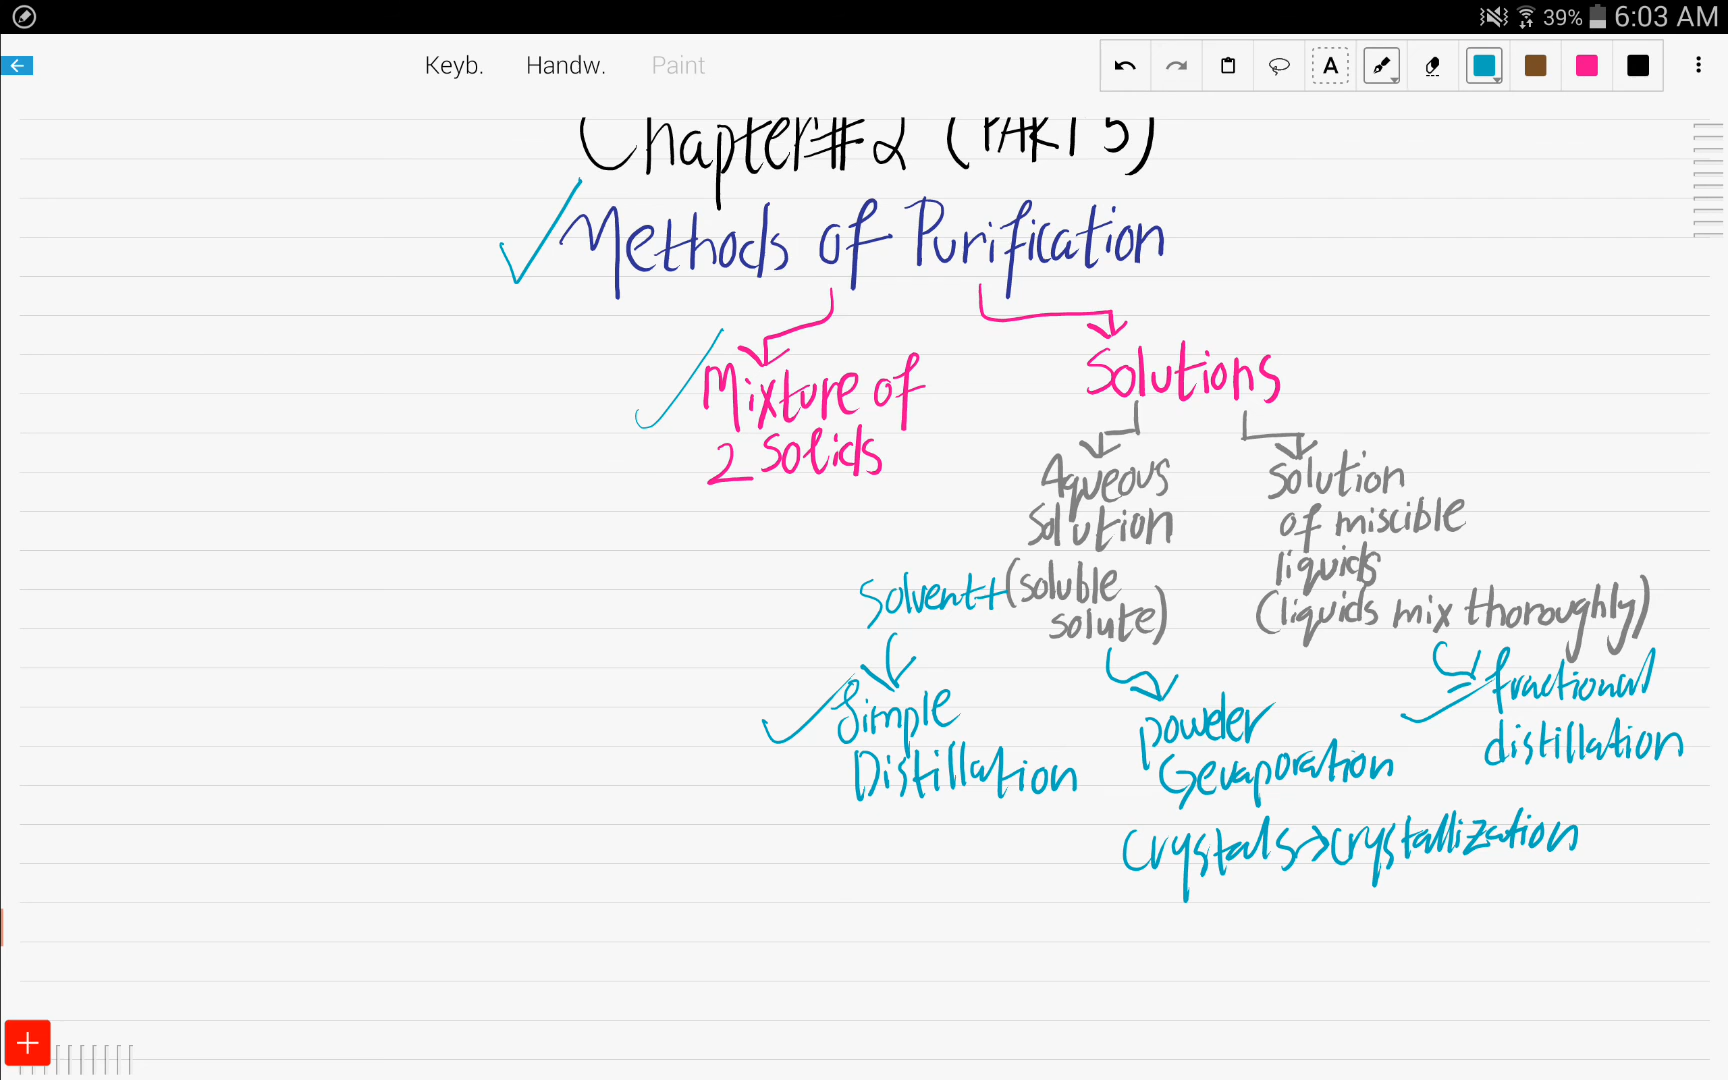 39% 6:03 AM
Keyb. Handw. Paint
A
Chapter#2 (PART 5)
Methods of Purification
Mixture of
2 solids
Solutions
Aqueous
Solution
(soluble
solute)
Solvent+
Solution
of miscible
liquids
(liquids mix thoroughly)
Simple
Distillation
powder
evaporation
crystals→crystallization
fractional
distillation